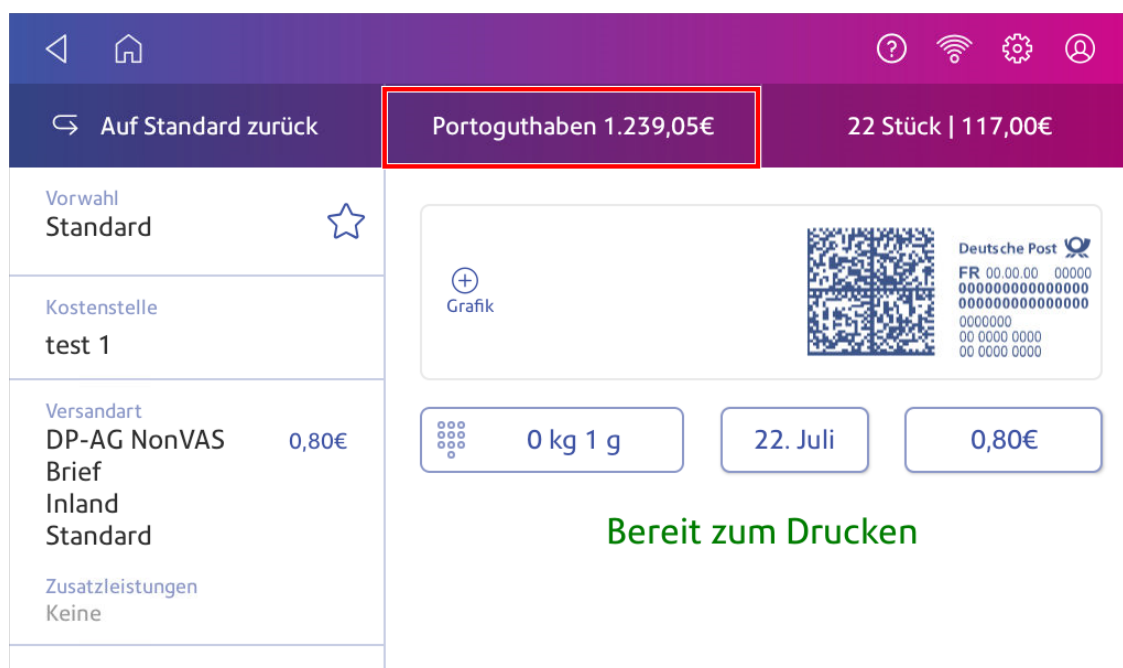 Auf Standard zurück
Portoguthaben 1.239,05€
22 Stück | 117,00€
Vorwahl
Standard
Kostenstelle
test 1
Versandart
DP-AG NonVAS 0,80€
Brief
Inland
Standard
Zusatzleistungen
Keine
Grafik
Deutsche Post
FR 00.00.00 00000
000000000000000
000000000000000
0000000
00 0000 0000
00 0000 0000
0 kg 1 g
22. Juli
0,80€
Bereit zum Drucken